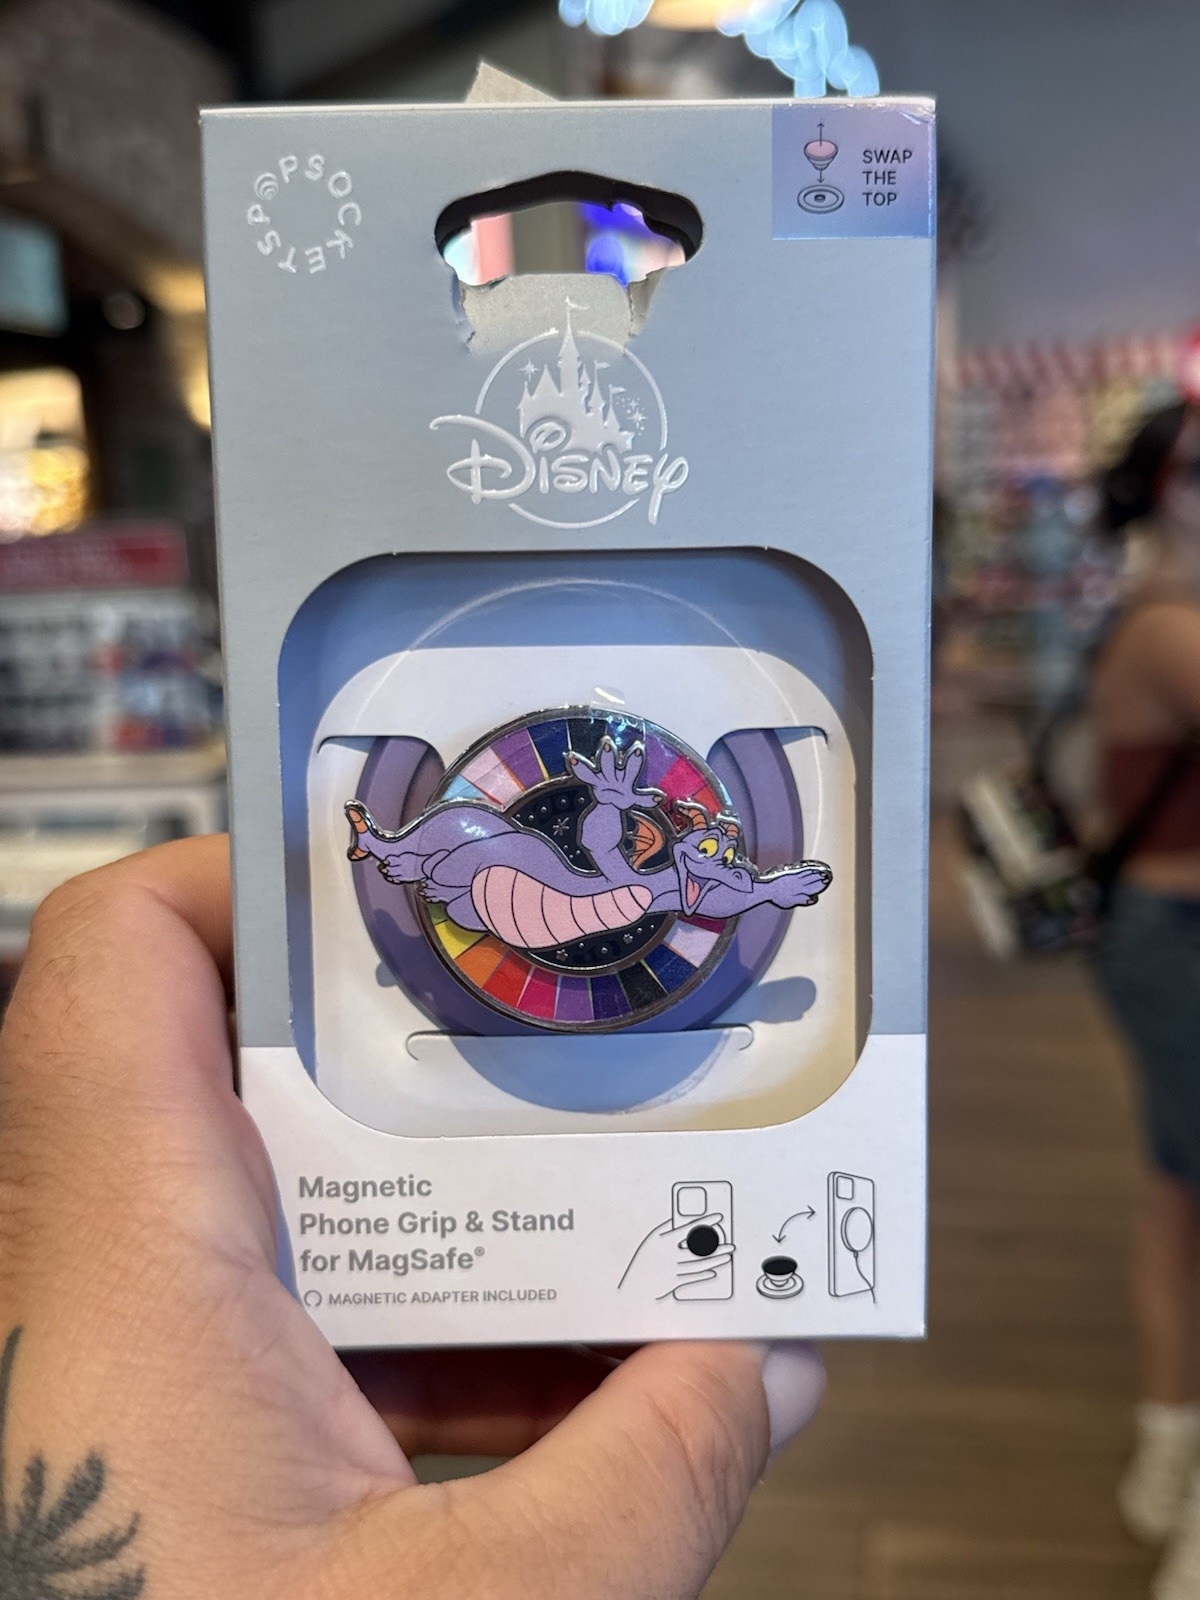 POPSOCKETS
SWAP
THE
TOP
Disney
Magnetic
Phone Grip & Stand
for MagSafe®
MAGNETIC ADAPTER INCLUDED